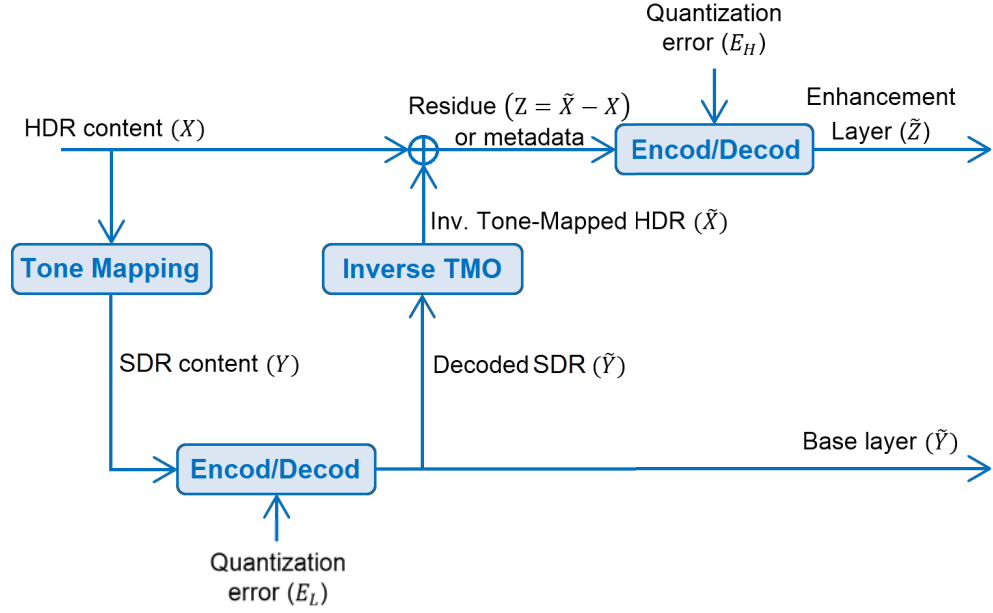 Quantization
error (E_H)
Residue (Z = X̃ − X)
or metadata
Enhancement
Layer (Z̃)
HDR content (X)
Encod/Decod
Inv. Tone-Mapped HDR (X̃)
Tone Mapping
Inverse TMO
SDR content (Y)
Decoded SDR (Ỹ)
Base layer (Ỹ)
Encod/Decod
Quantization
error (E_L)